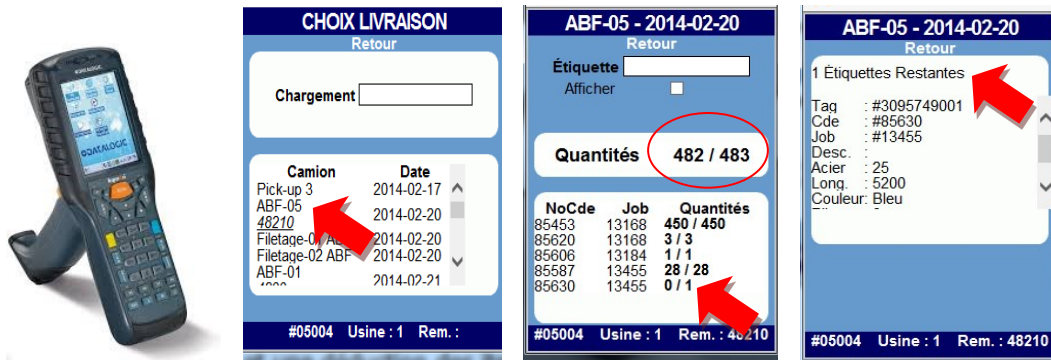 DATALOGIC
CHOIX LIVRAISON
Retour
Chargement
Camion Date
Pick-up 3 2014-02-17
ABF-05
48210 2014-02-20
Filetage-01 2014-02-20
Filetage-02 ABF 2014-02-20
ABF-01
2014-02-21
#05004 Usine : 1 Rem. :
ABF-05 - 2014-02-20
Retour
Étiquette
Afficher
Quantités 482 / 483
NoCde Job Quantités
85453 13168 450 / 450
85620 13168 3 / 3
85606 13184 1 / 1
85587 13455 28 / 28
85630 13455 0 / 1
#05004 Usine : 1 Rem. : 48210
ABF-05 - 2014-02-20
Retour
1 Étiquettes Restantes
Tag : #3095749001
Cde : #85630
Job : #13455
Desc. :
Acier : 25
Long. : 5200
Couleur: Bleu
#05004 Usine : 1 Rem. : 48210